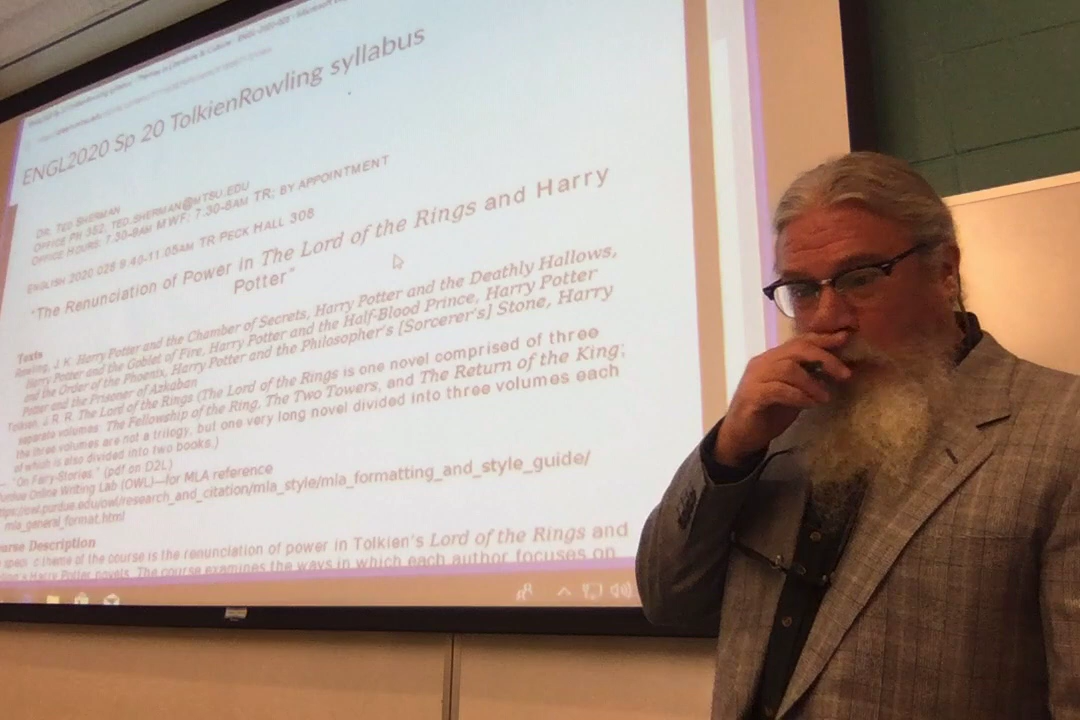 ENGL2020 Sp 20 TolkienRowling syllabus
DR. TED SHERMAN
OFFICE PH 362, TED.SHERMAN@MTSU.EDU
OFFICE HOURS: 7:30-8AM MWF; 7:30-8AM TR; BY APPOINTMENT
ENGLISH 2020 028 9:40-11:05AM TR PECK HALL 308
"The Renunciation of Power in The Lord of the Rings and Harry
Potter"
Texts
Rowling, J. K. Harry Potter and the Chamber of Secrets, Harry Potter and the Deathly Hallows,
Harry Potter and the Goblet of Fire, Harry Potter and the Half-Blood Prince, Harry Potter
and the Order of the Phoenix, Harry Potter and the Philosopher's [Sorcerer's] Stone, Harry
Potter and the Prisoner of Azkaban
Tolkien, J. R. R. The Lord of the Rings (The Lord of the Rings is one novel comprised of three
separate volumes: The Fellowship of the Ring, The Two Towers, and The Return of the King;
the three volumes are not a trilogy, but one very long novel divided into three volumes each
of which is also divided into two books.)
"On Fairy-Stories." (pdf on D2L)
urdue Online Writing Lab (OWL)—for MLA reference
ttps://owl.purdue.edu/owl/research_and_citation/mla_style/mla_formatting_and_style_guide/
mla_general_format.html
urse Description
theme of the course is the renunciation of power in Tolkien's Lord of the Rings and
Harry Potter novels. The course examines the ways in which each author focuses on